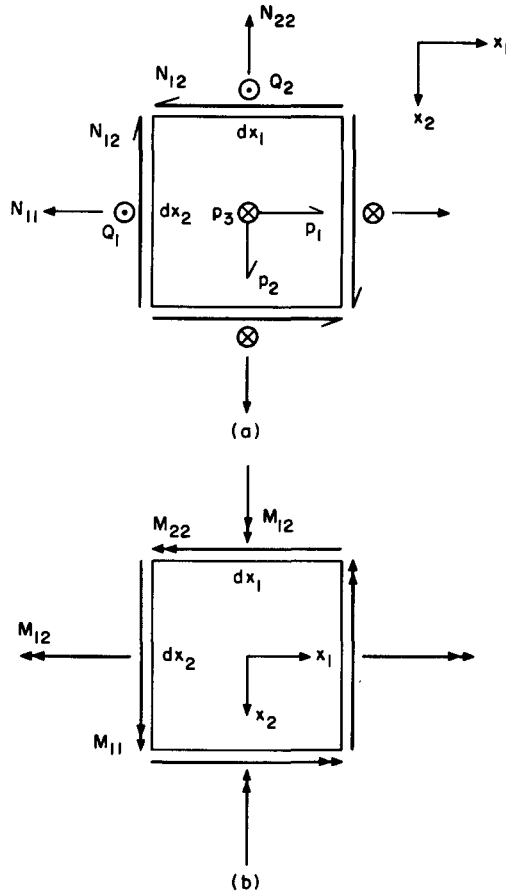 N₂₂
N₁₂ Q₂
x₁
x₂
dx₁
N₁₂
N₁₁
Q₁
dx₂
p₃
p₁
p₂
(a)
M₂₂ M₁₂
dx₁
M₁₂
dx₂
x₁
x₂
M₁₁
(b)